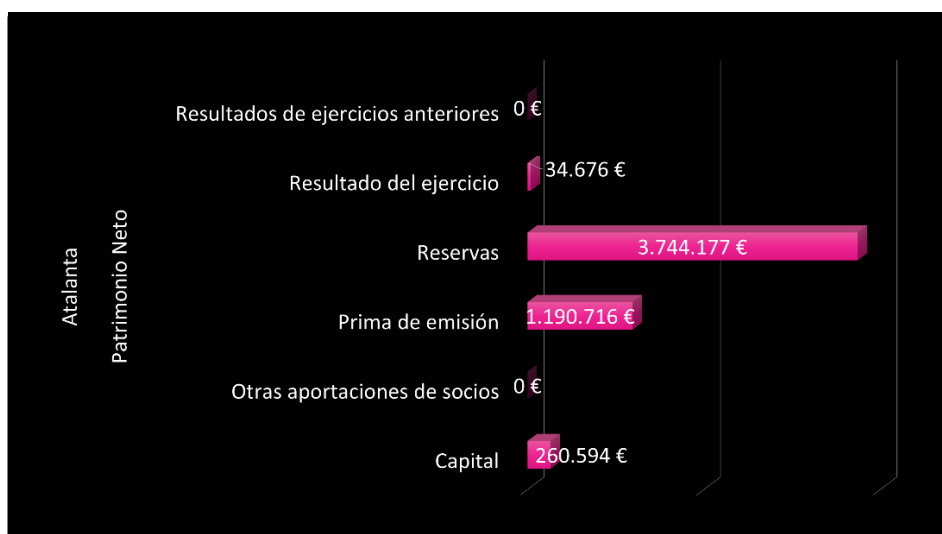 Atalanta
Patrimonio Neto
Resultados de ejercicios anteriores 0 €
Resultado del ejercicio 34.676 €
Reservas 3.744.177 €
Prima de emisión 1.190.716 €
Otras aportaciones de socios 0 €
Capital 260.594 €